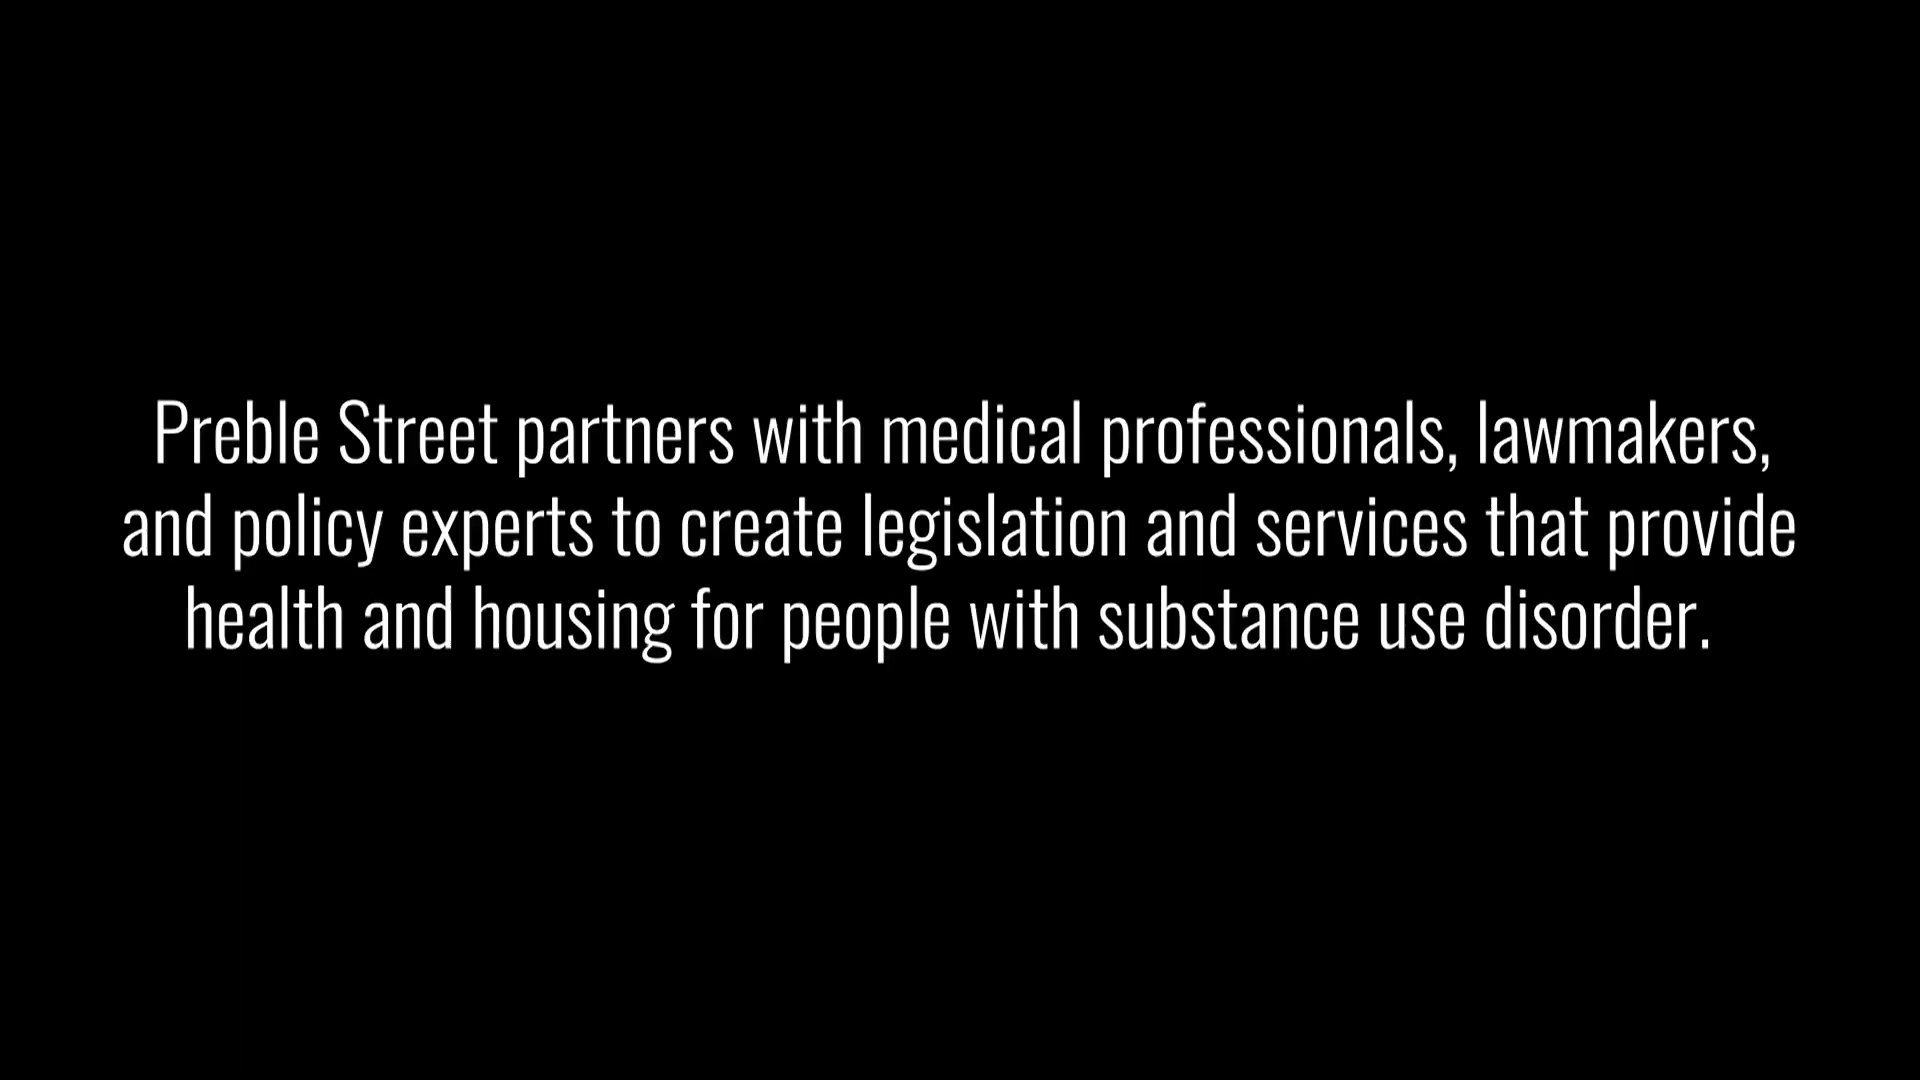 Preble Street partners with medical professionals, lawmakers,
and policy experts to create legislation and services that provide
health and housing for people with substance use disorder.